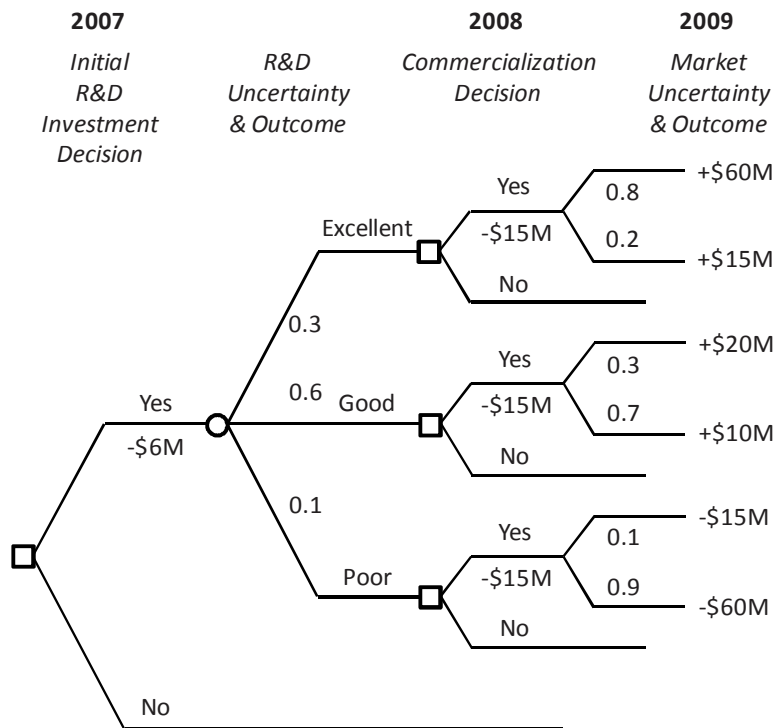 2007
2008
2009
Initial
R&D
Investment
Decision
R&D
Uncertainty
& Outcome
Commercialization
Decision
Market
Uncertainty
& Outcome
Excellent
Yes
-$15M
No
0.8
0.2
+$60M
+$15M
0.3
Yes
-$6M
0.6
Good
Yes
-$15M
No
0.3
0.7
+$20M
+$10M
0.1
Poor
Yes
-$15M
No
0.1
0.9
-$15M
-$60M
No